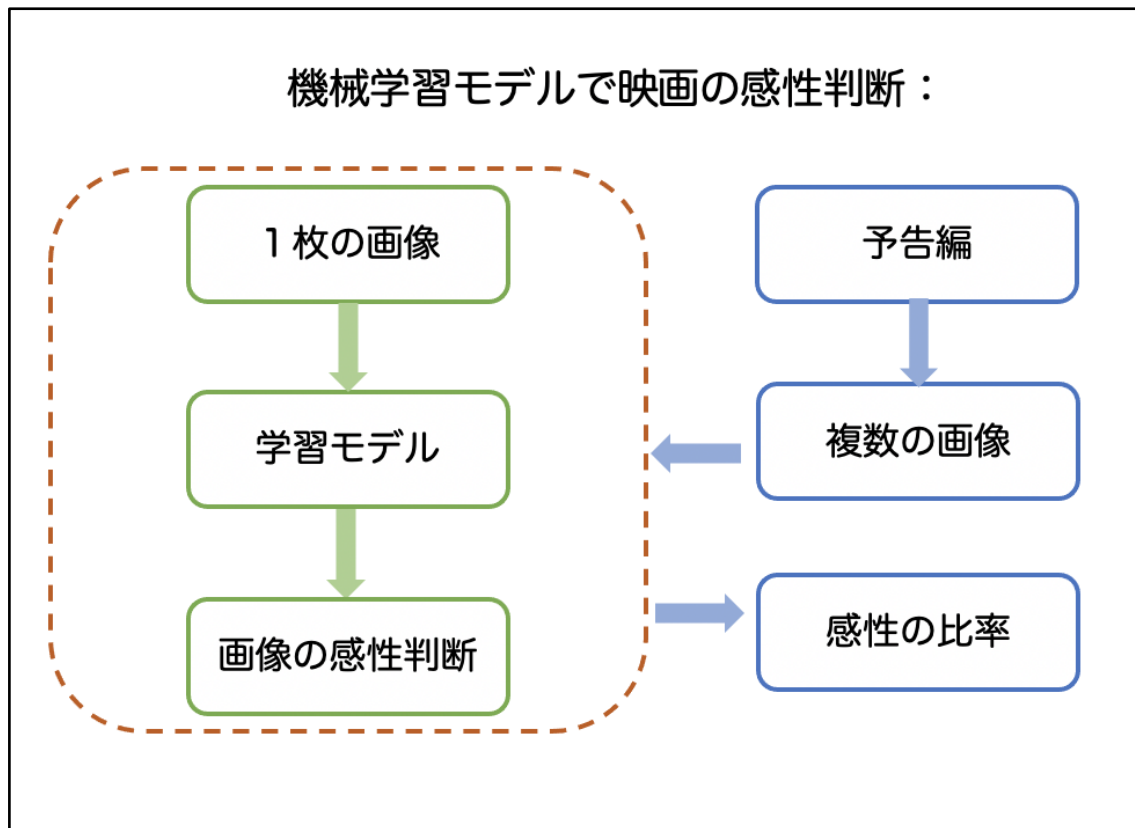 機械学習モデルで映画の感性判断：
１枚の画像
学習モデル
画像の感性判断
予告編
複数の画像
感性の比率